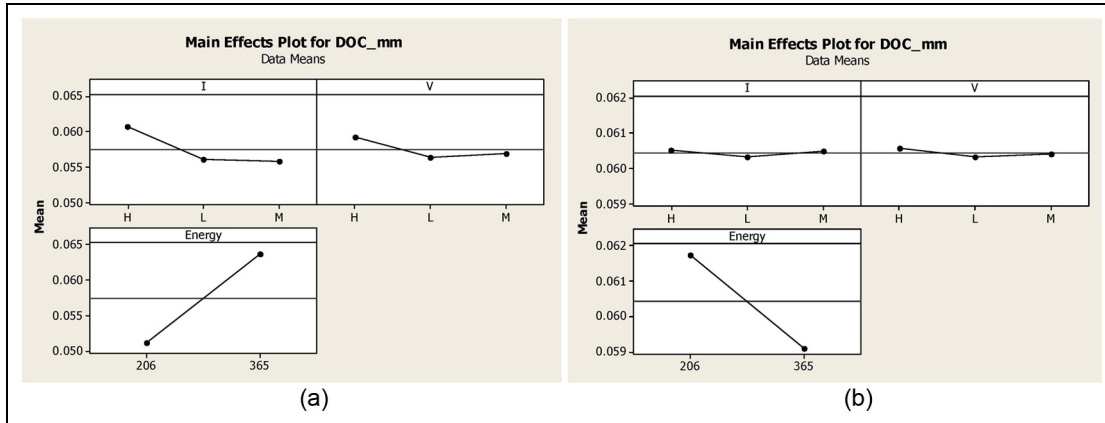 Main Effects Plot for DOC_mm
Data Means
I V
0.065
0.060
0.055
0.050
H L M H L M
Mean
Energy
0.065
0.060
0.055
0.050
206 365
(a)
Main Effects Plot for DOC_mm
Data Means
I V
0.062
0.061
0.060
0.059
H L M H L M
Mean
Energy
0.062
0.061
0.060
0.059
206 365
(b)